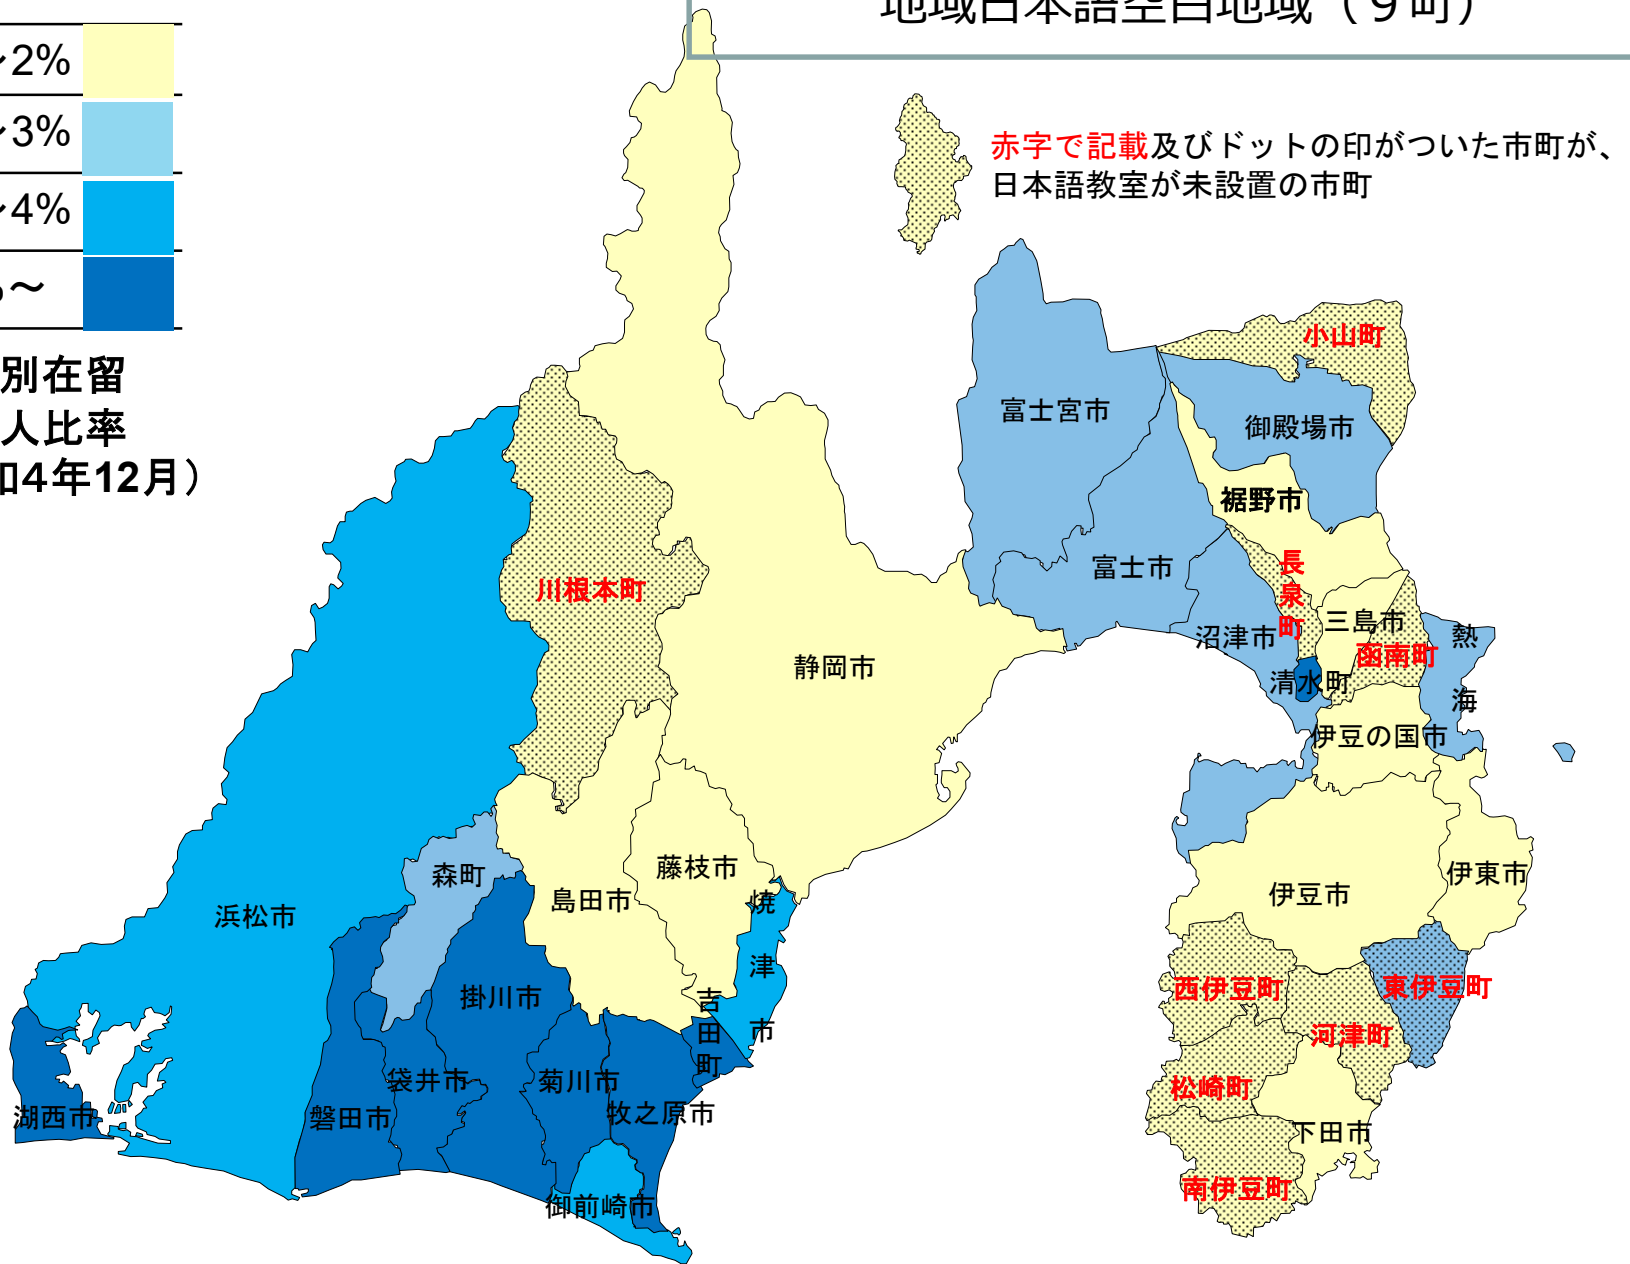 地域日本語空白地域（９町）
～2%
～3%
～4%
％～
別在留
人比率
和4年12月）
赤字で記載及びドットの印がついた市町が、
日本語教室が未設置の市町
小山町
富士宮市
御殿場市
裾野市
富士市
長泉町
川根本町
三島市
沼津市
熱海
函南町
静岡市
清水町
伊豆の国市
藤枝市
森町
伊東市
島田市
焼津市
伊豆市
浜松市
掛川市
吉田町
西伊豆町
東伊豆町
河津町
袋井市
菊川市
松崎町
湖西市
磐田市
牧之原市
下田市
南伊豆町
御前崎市